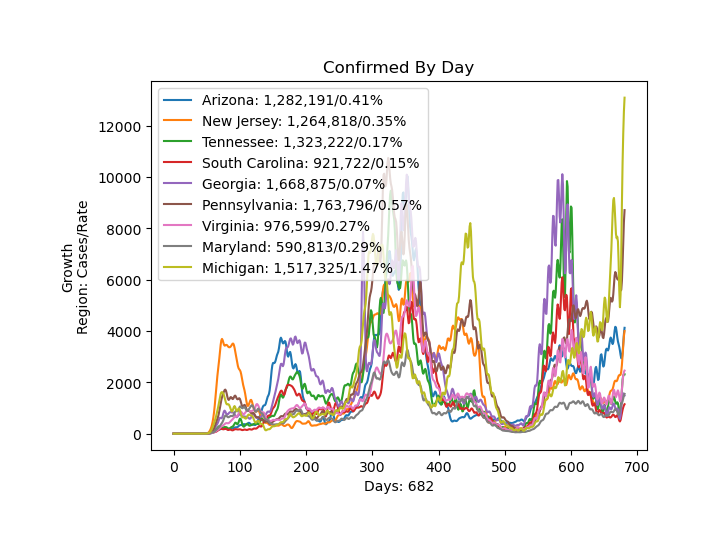 Confirmed By Day
Arizona: 1,282,191/0.41%
New Jersey: 1,264,818/0.35%
Tennessee: 1,323,222/0.17%
South Carolina: 921,722/0.15%
Georgia: 1,668,875/0.07%
Pennsylvania: 1,763,796/0.57%
Virginia: 976,599/0.27%
Maryland: 590,813/0.29%
Michigan: 1,517,325/1.47%
Growth
Region: Cases/Rate
12000
10000
8000
6000
4000
2000
0
0 100 200 300 400 500 600 700
Days: 682